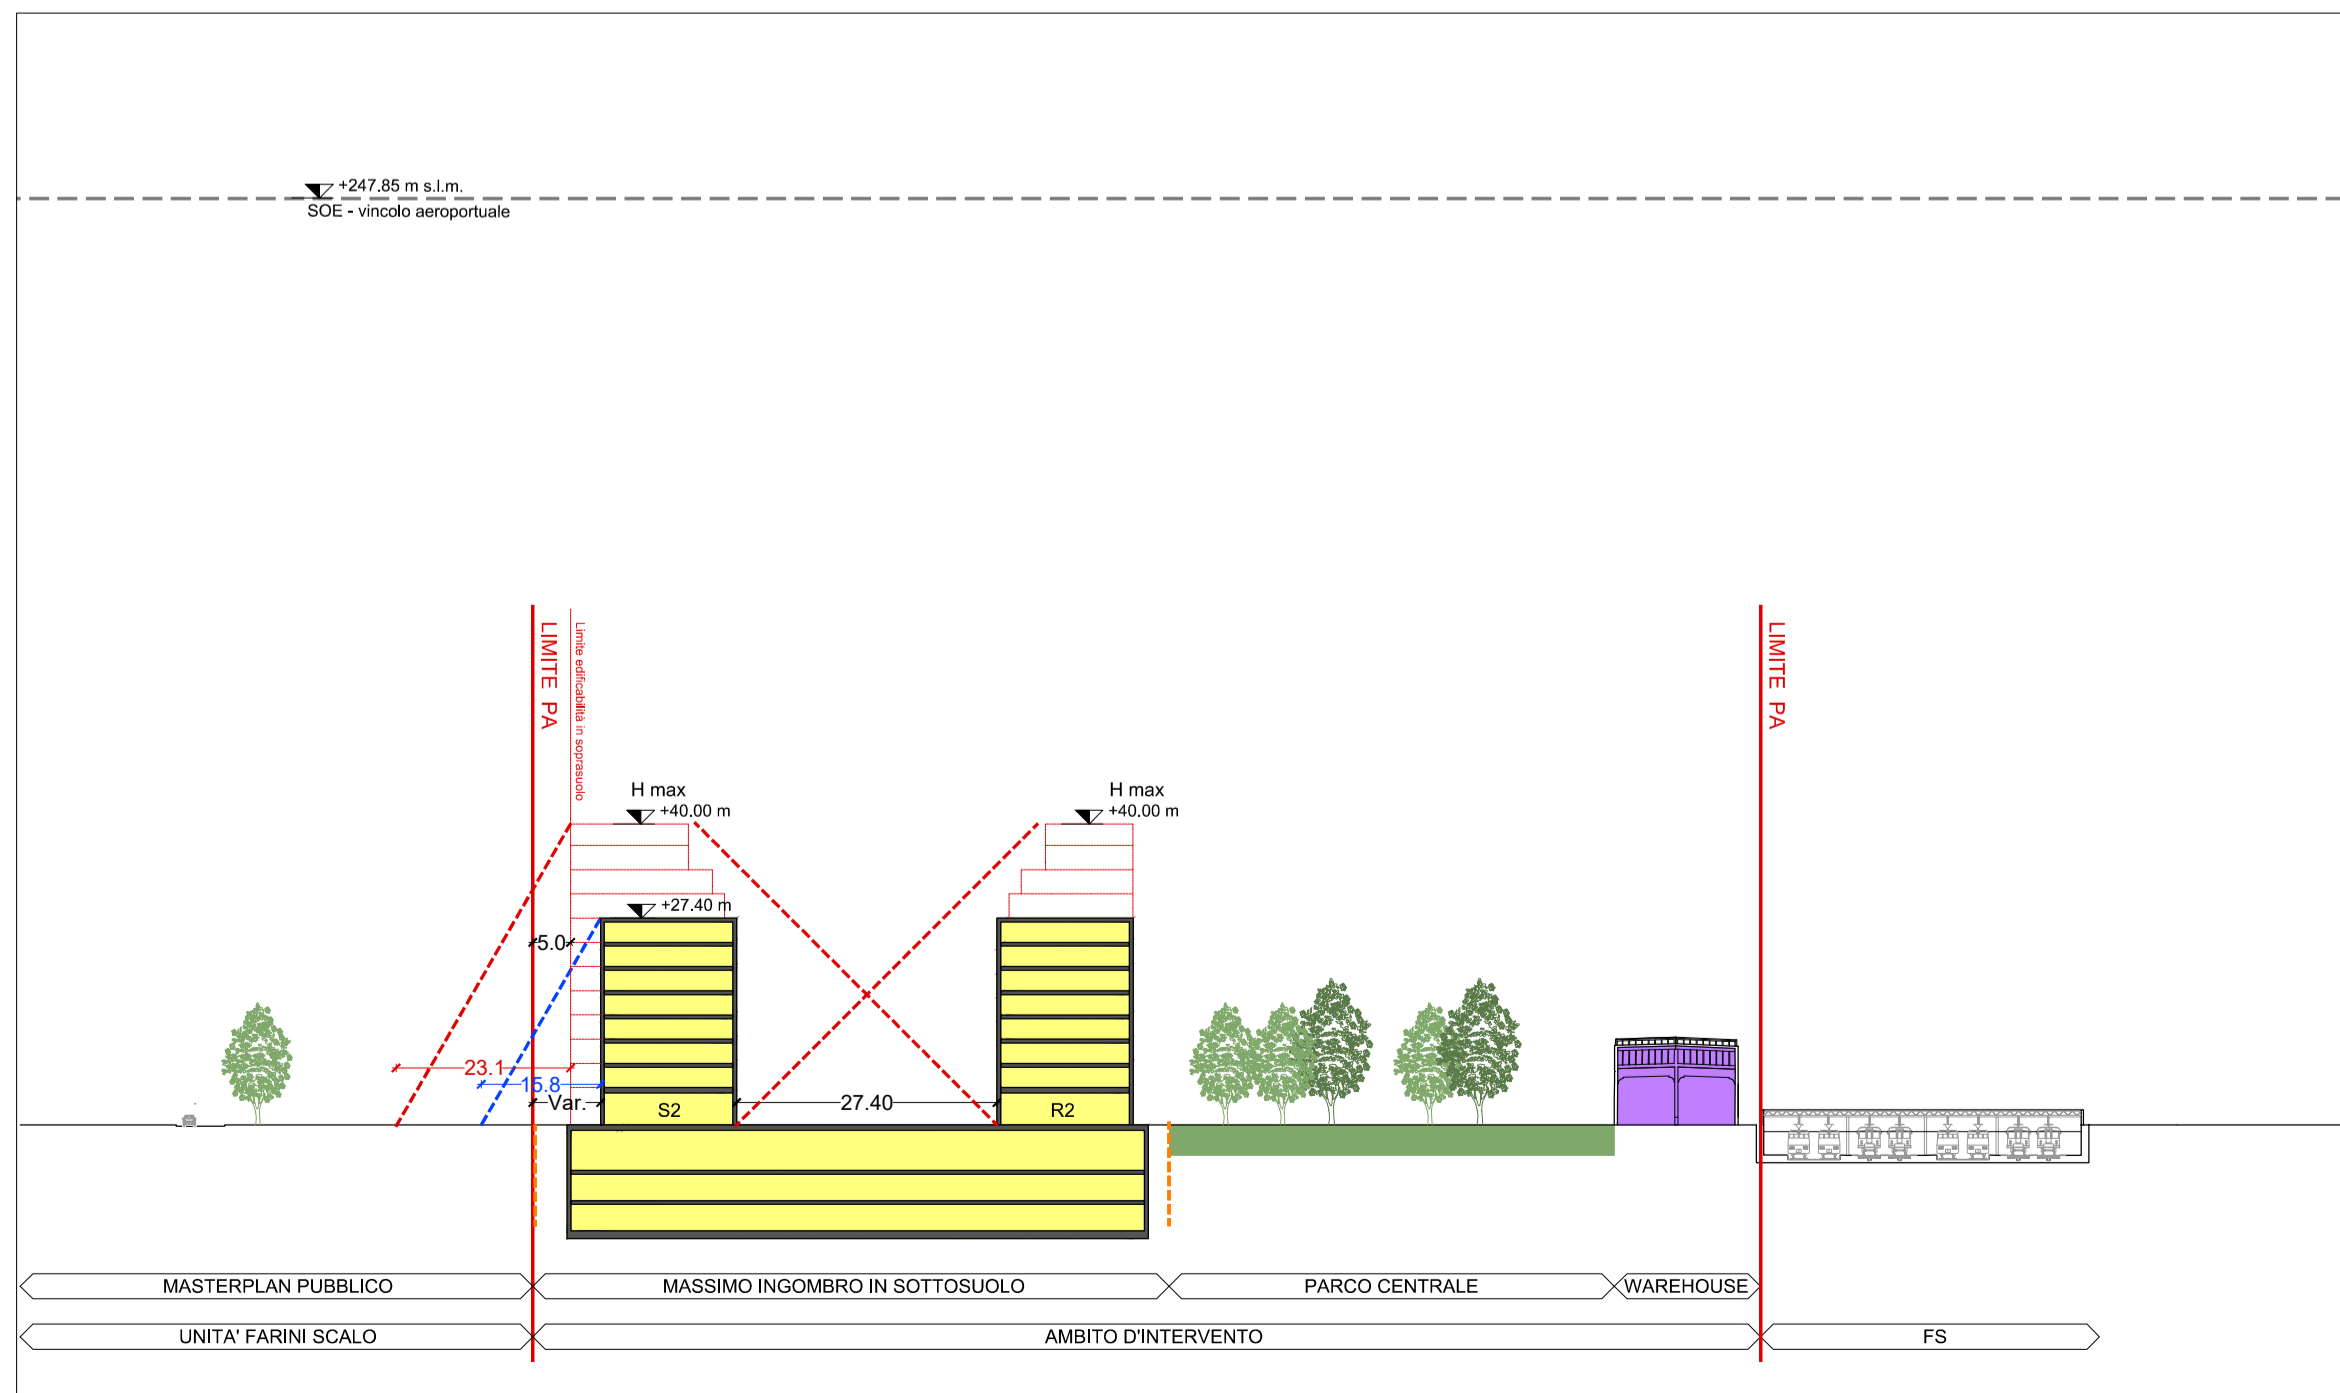 +247.85 m s.l.m.
SOE - vincolo aeroportuale
LIMITE PA
Limite edificabilità in soprasuolo
LIMITE PA
H max
+40.00 m
H max
+40.00 m
+27.40 m
5.0
23.1
15.8
Var.
27.40
S2
R2
MASTERPLAN PUBBLICO
MASSIMO INGOMBRO IN SOTTOSUOLO
PARCO CENTRALE
WAREHOUSE
UNITA' FARINI SCALO
AMBITO D'INTERVENTO
FS